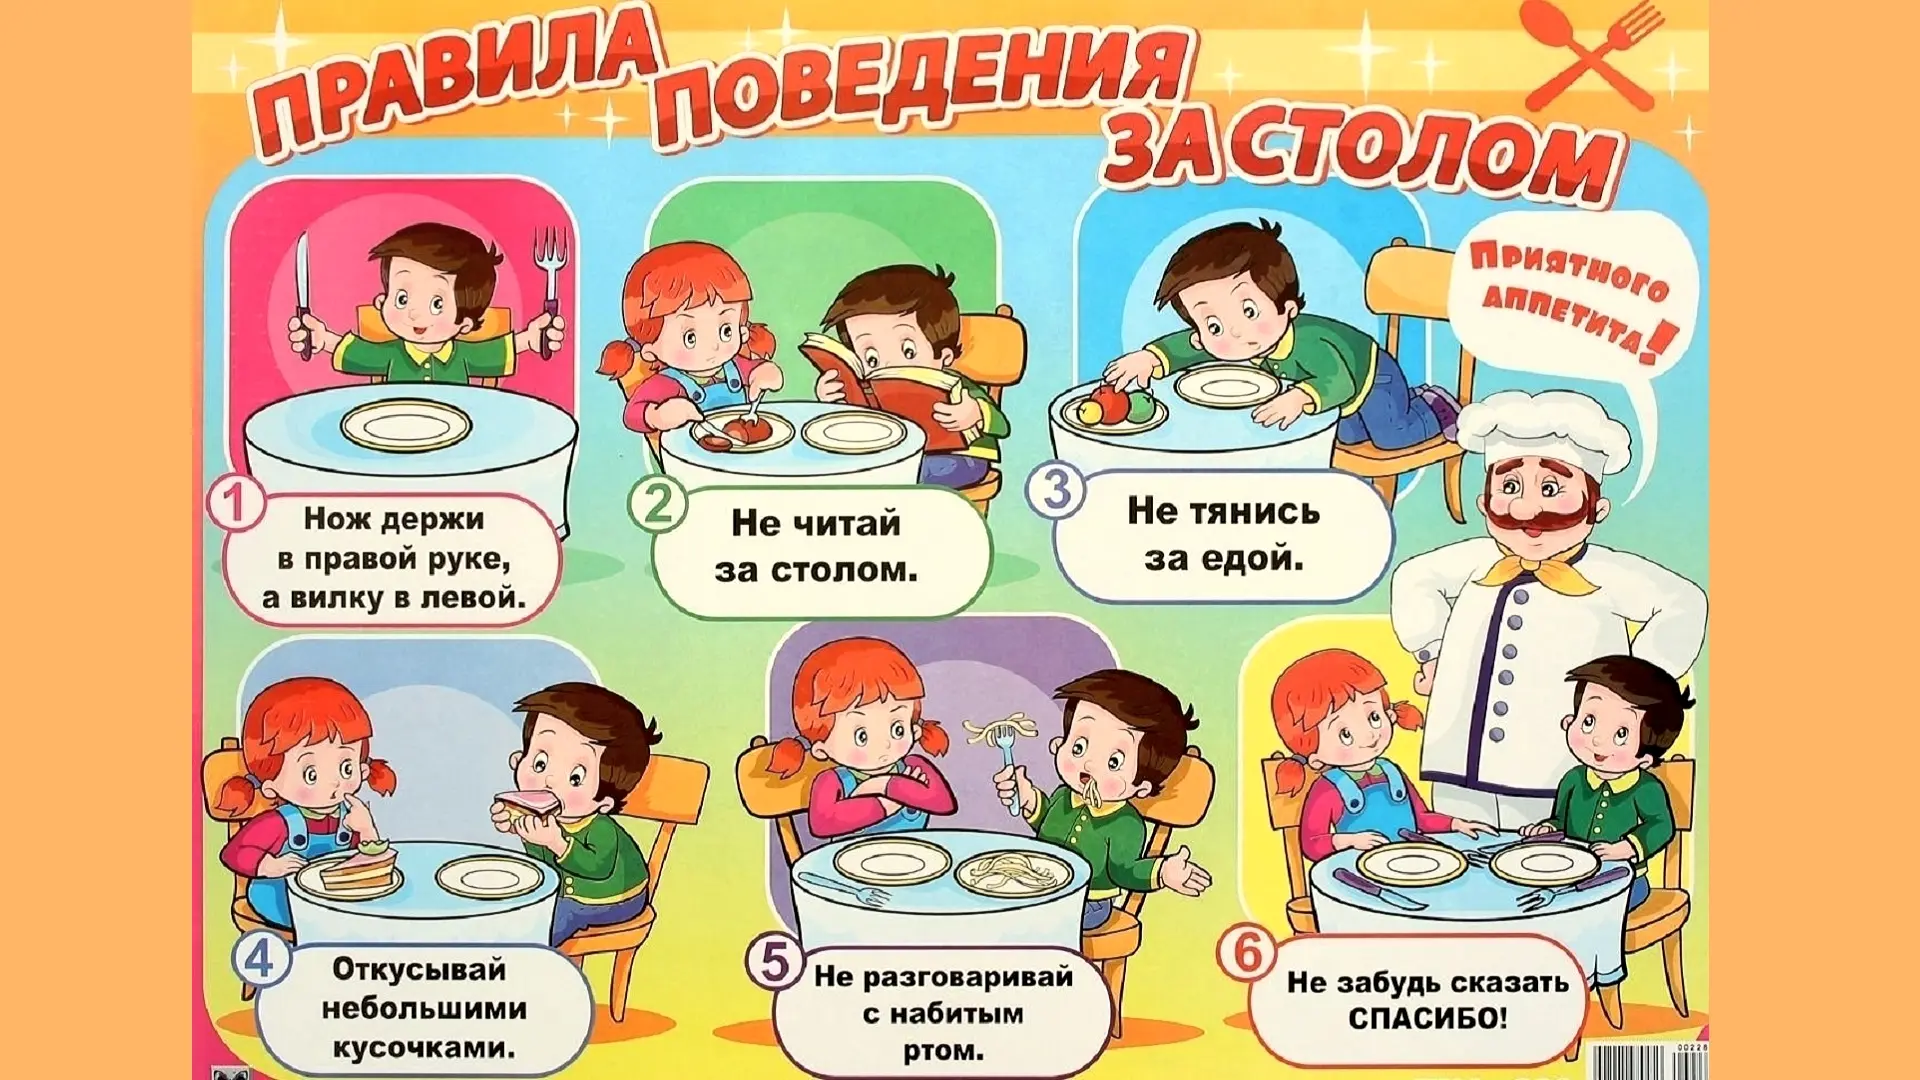 ПРАВИЛА ПОВЕДЕНИЯ
ЗА СТОЛОМ
ПРИЯТНОГО
АППЕТИТА!
1
Нож держи
в правой руке,
а вилку в левой.
2
Не читай
за столом.
3
Не тянись
за едой.
4
Откусывай
небольшими
кусочками.
5
Не разговаривай
с набитым
ртом.
6
Не забудь сказать
СПАСИБО!
00228